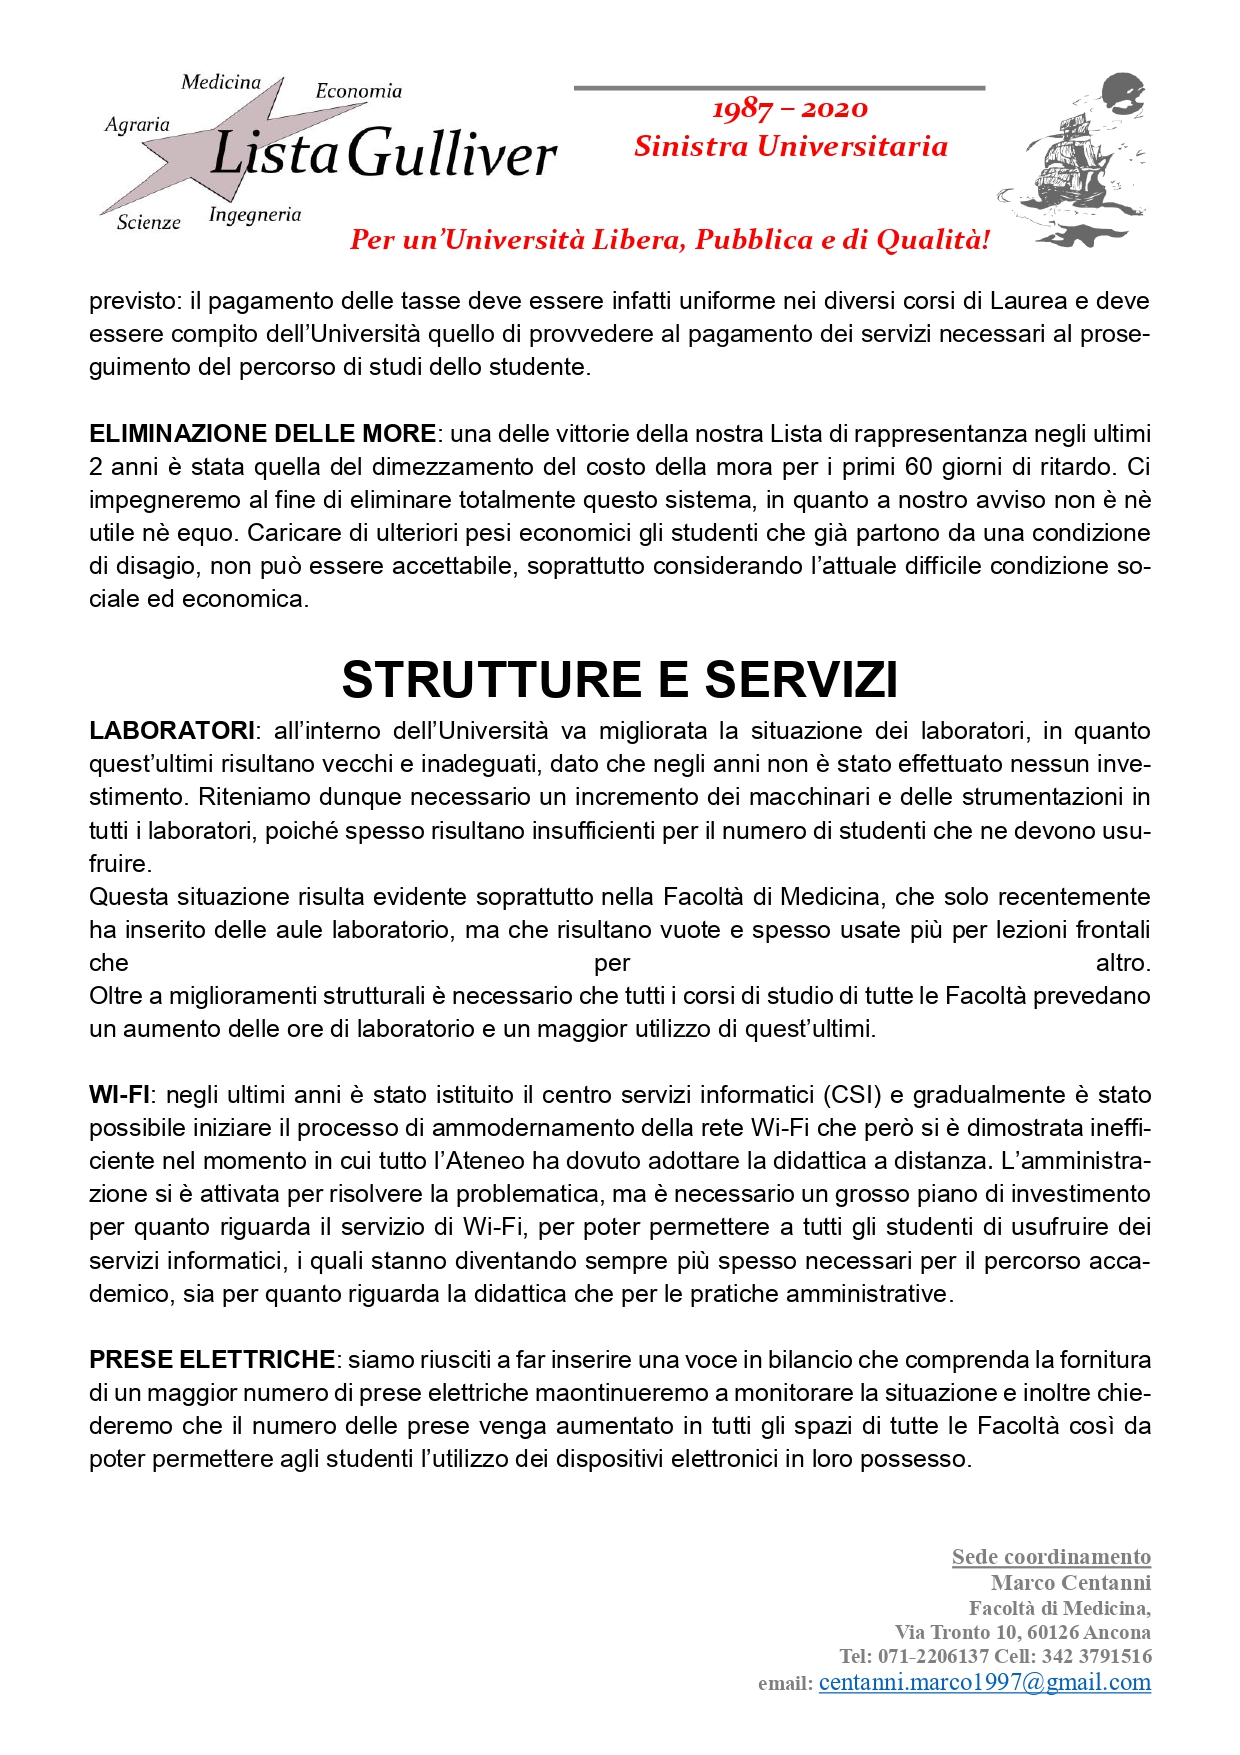 Medicina
Economia
Agraria
Lista Gulliver
Scienze
Ingegneria
1987 – 2020
Sinistra Universitaria
Per un’Università Libera, Pubblica e di Qualità!
previsto: il pagamento delle tasse deve essere infatti uniforme nei diversi corsi di Laurea e deve
essere compito dell’Università quello di provvedere al pagamento dei servizi necessari al prose-
guimento del percorso di studi dello studente.
ELIMINAZIONE DELLE MORE: una delle vittorie della nostra Lista di rappresentanza negli ultimi
2 anni è stata quella del dimezzamento del costo della mora per i primi 60 giorni di ritardo. Ci
impegneremo al fine di eliminare totalmente questo sistema, in quanto a nostro avviso non è nè
utile nè equo. Caricare di ulteriori pesi economici gli studenti che già partono da una condizione
di disagio, non può essere accettabile, soprattutto considerando l’attuale difficile condizione so-
ciale ed economica.
STRUTTURE E SERVIZI
LABORATORI: all’interno dell’Università va migliorata la situazione dei laboratori, in quanto
quest’ultimi risultano vecchi e inadeguati, dato che negli anni non è stato effettuato nessun inve-
stimento. Riteniamo dunque necessario un incremento dei macchinari e delle strumentazioni in
tutti i laboratori, poiché spesso risultano insufficienti per il numero di studenti che ne devono usu-
fruire.
Questa situazione risulta evidente soprattutto nella Facoltà di Medicina, che solo recentemente
ha inserito delle aule laboratorio, ma che risultano vuote e spesso usate più per lezioni frontali
che per altro.
Oltre a miglioramenti strutturali è necessario che tutti i corsi di studio di tutte le Facoltà prevedano
un aumento delle ore di laboratorio e un maggior utilizzo di quest’ultimi.
WI-FI: negli ultimi anni è stato istituito il centro servizi informatici (CSI) e gradualmente è stato
possibile iniziare il processo di ammodernamento della rete Wi-Fi che però si è dimostrata ineffi-
ciente nel momento in cui tutto l’Ateneo ha dovuto adottare la didattica a distanza. L’amministra-
zione si è attivata per risolvere la problematica, ma è necessario un grosso piano di investimento
per quanto riguarda il servizio di Wi-Fi, per poter permettere a tutti gli studenti di usufruire dei
servizi informatici, i quali stanno diventando sempre più spesso necessari per il percorso acca-
demico, sia per quanto riguarda la didattica che per le pratiche amministrative.
PRESE ELETTRICHE: siamo riusciti a far inserire una voce in bilancio che comprenda la fornitura
di un maggior numero di prese elettriche maontinueremo a monitorare la situazione e inoltre chie-
deremo che il numero delle prese venga aumentato in tutti gli spazi di tutte le Facoltà così da
poter permettere agli studenti l’utilizzo dei dispositivi elettronici in loro possesso.
Sede coordinamento
Marco Centanni
Facoltà di Medicina,
Via Tronto 10, 60126 Ancona
Tel: 071-2206137 Cell: 342 3791516
email: centanni.marco1997@gmail.com